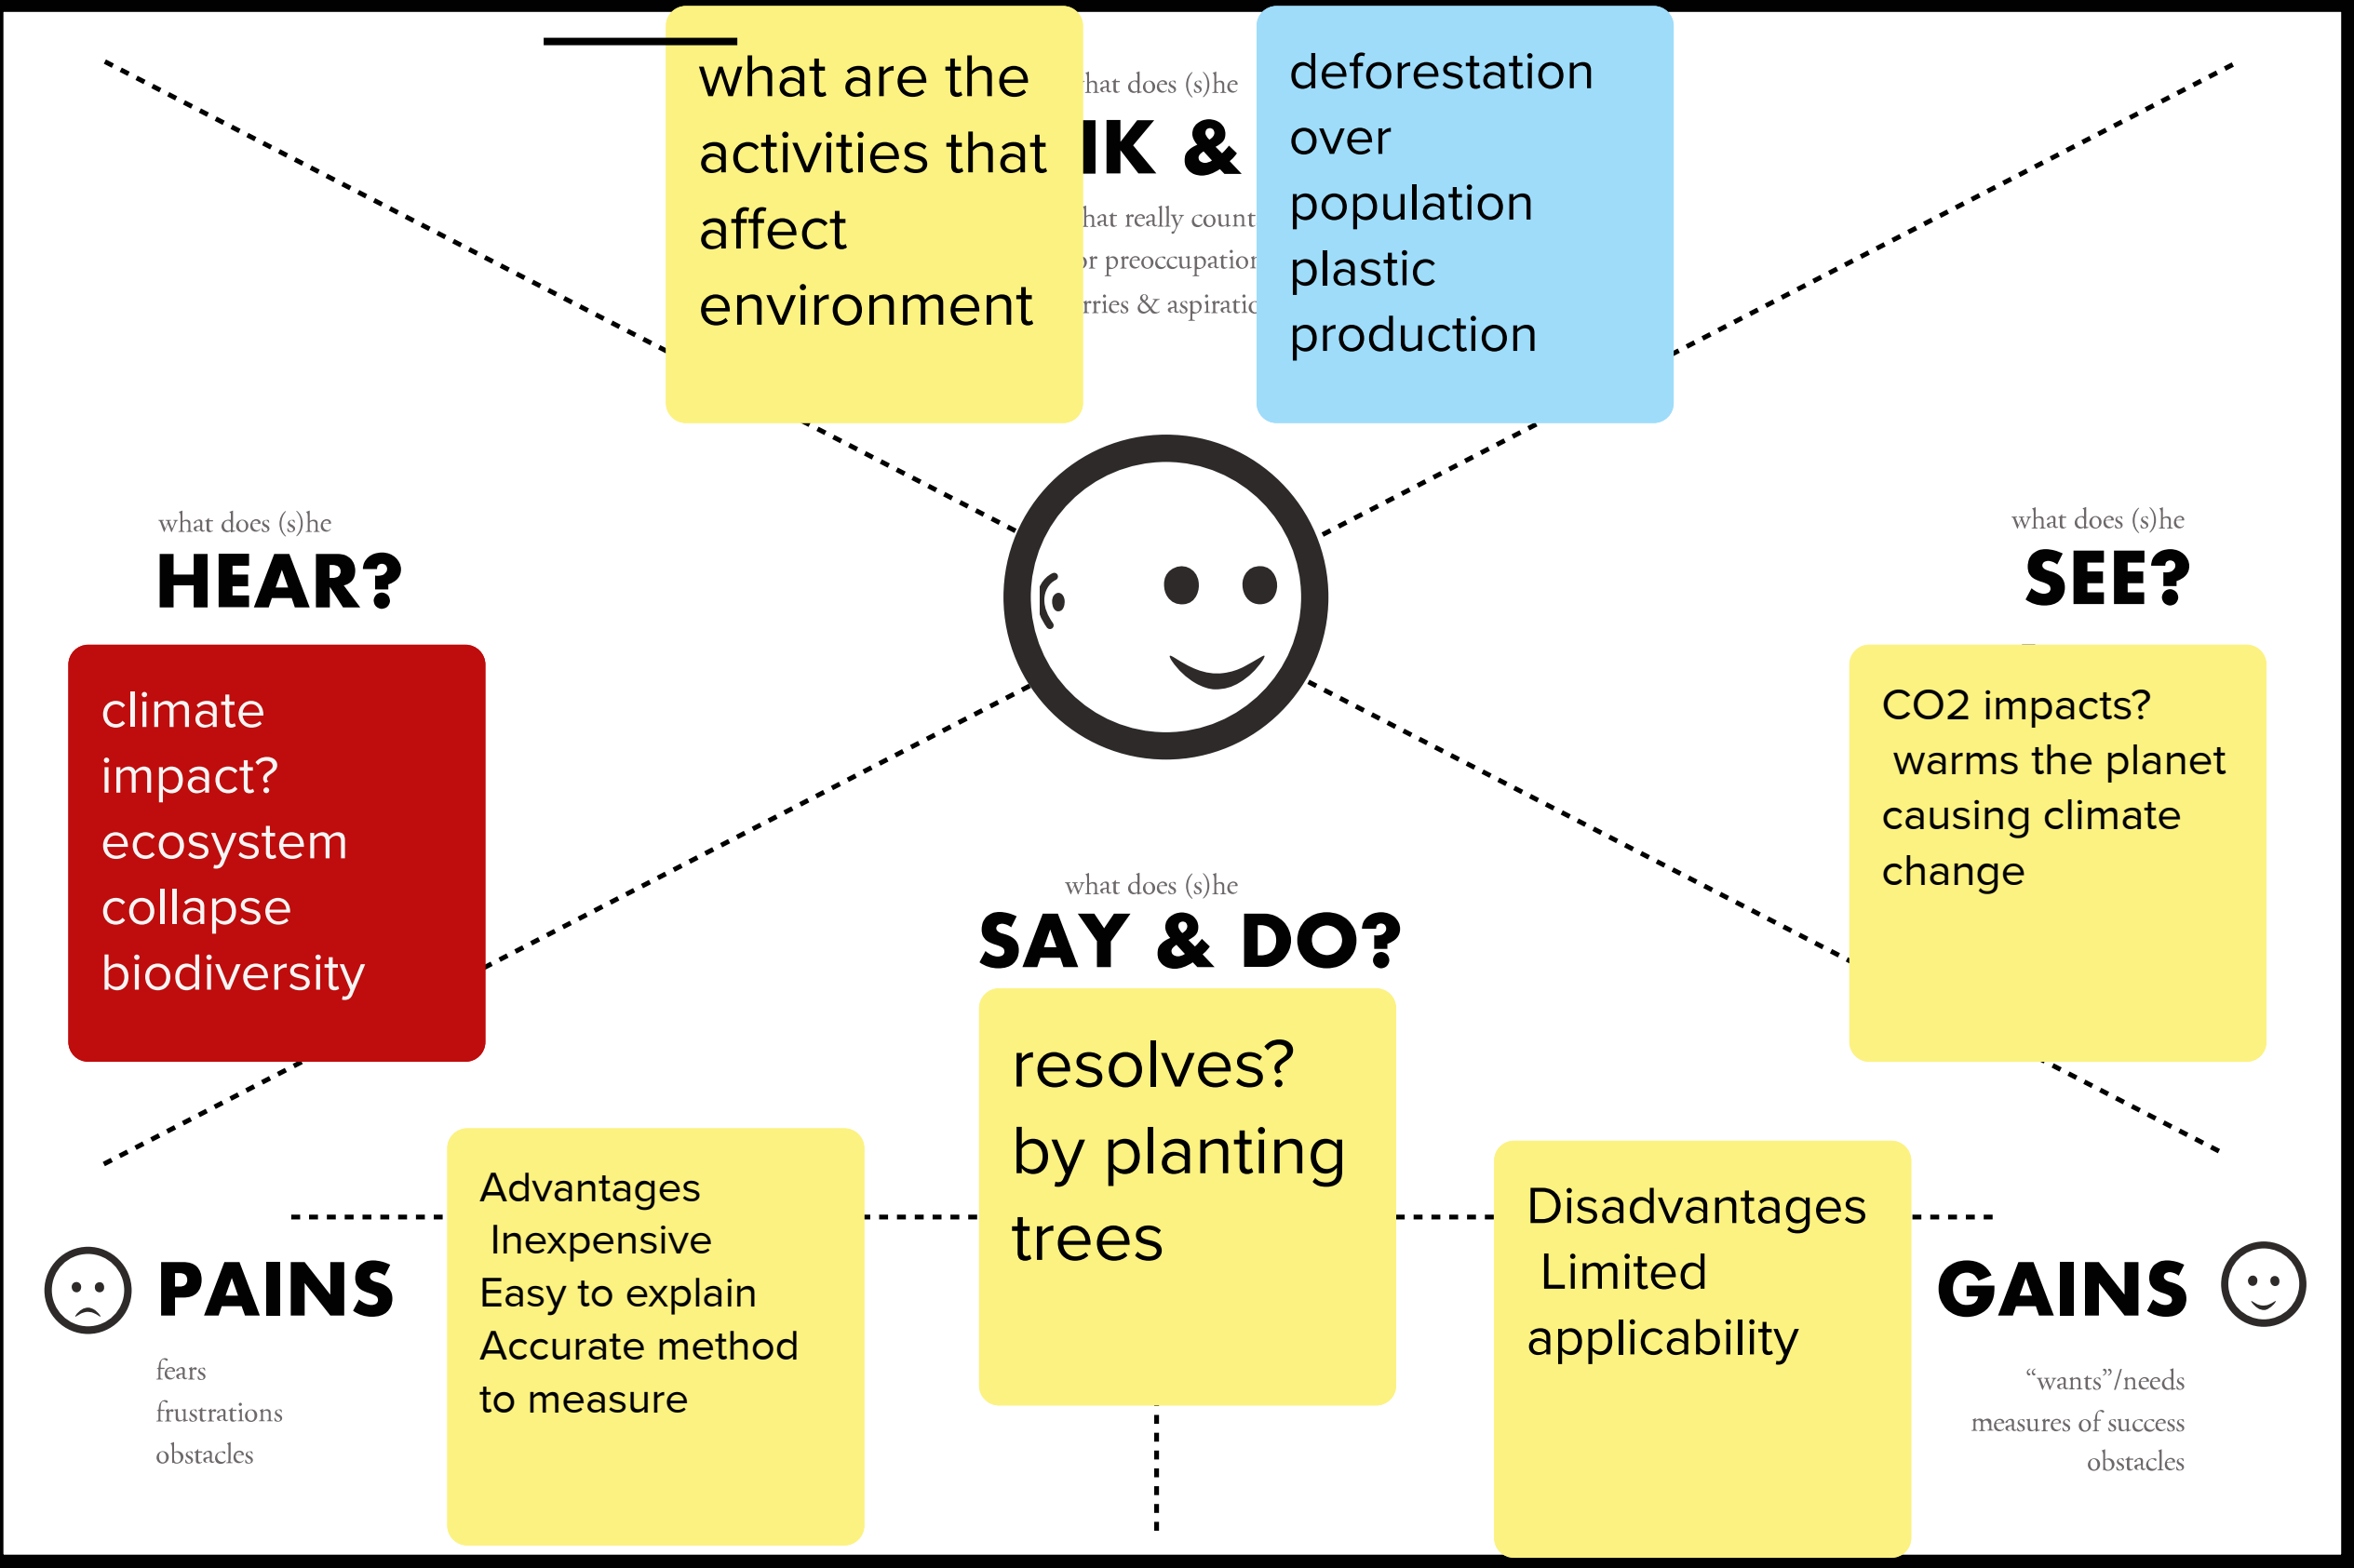 what are the
activities that
affect
environment
hat does (s)he
IK &
hat really count
or preoccupation
rries & aspiratio
deforestation
over
population
plastic
production
what does (s)he
HEAR?
climate
impact?
ecosystem
collapse
biodiversity
what does (s)he
SEE?
CO2 impacts?
warms the planet
causing climate
change
what does (s)he
SAY & DO?
resolves?
by planting
trees
PAINS
fears
frustrations
obstacles
Advantages
Inexpensive
Easy to explain
Accurate method
to measure
Disadvantages
Limited
applicability
GAINS
“wants”/needs
measures of success
obstacles